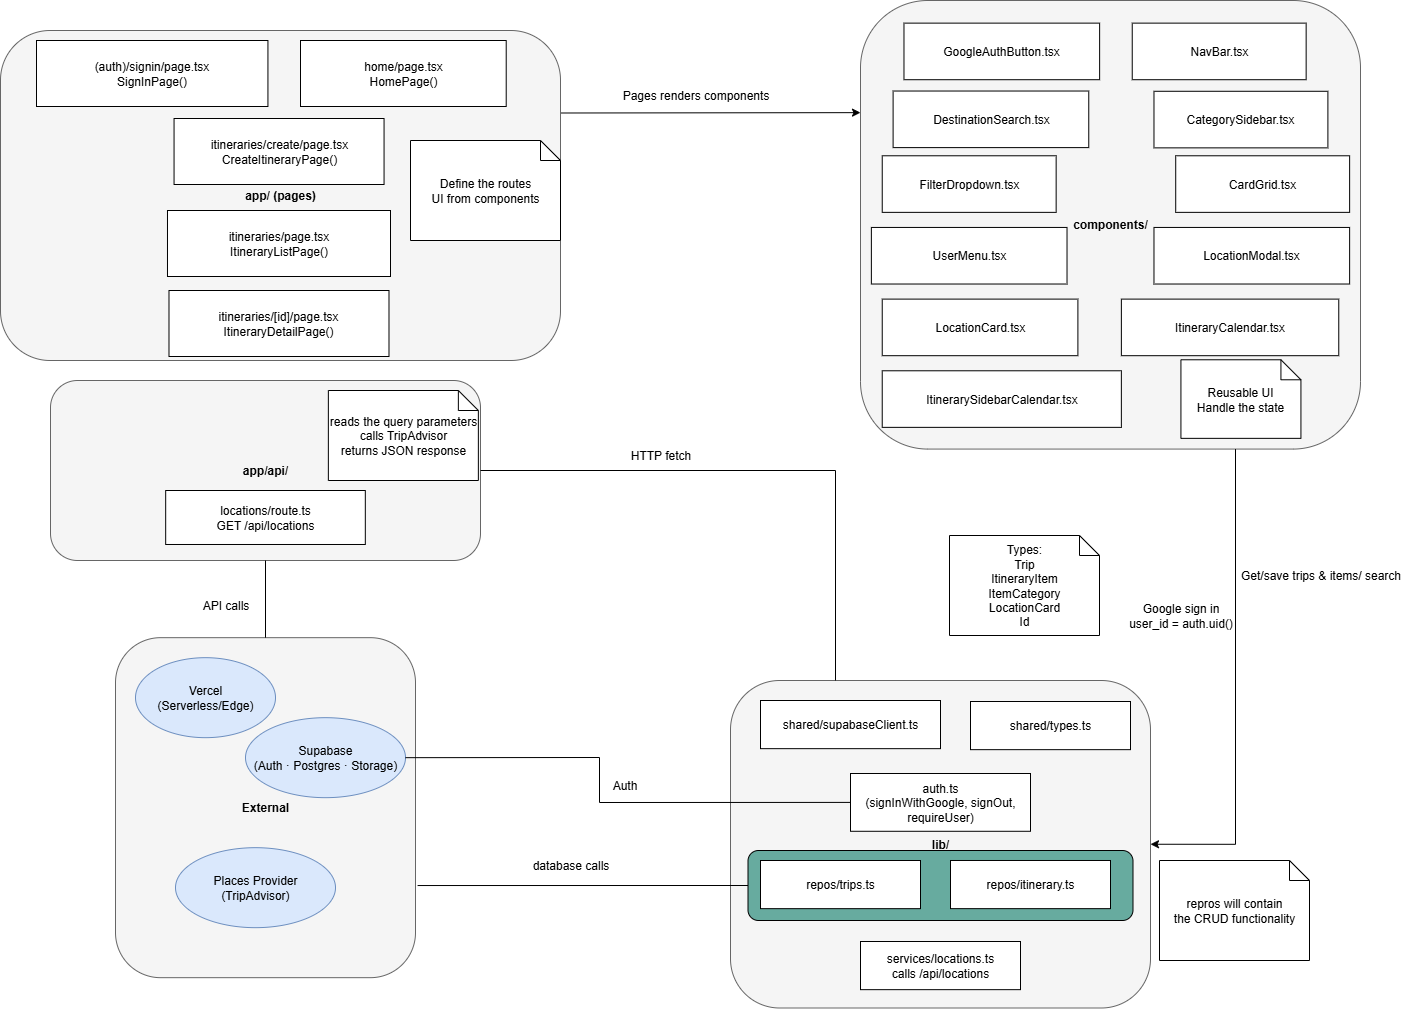 (auth)/signin/page.tsx
SignInPage()
home/page.tsx
HomePage()
itineraries/create/page.tsx
CreateItineraryPage()
app/ (pages)
Define the routes
UI from components
itineraries/page.tsx
ItineraryListPage()
itineraries/[id]/page.tsx
ItineraryDetailPage()
Pages renders components
GoogleAuthButton.tsx
NavBar.tsx
DestinationSearch.tsx
CategorySidebar.tsx
FilterDropdown.tsx
CardGrid.tsx
components/
UserMenu.tsx
LocationModal.tsx
LocationCard.tsx
ItineraryCalendar.tsx
ItinerarySidebarCalendar.tsx
Reusable UI
Handle the state
reads the query parameters
calls TripAdvisor
returns JSON response
app/api/
locations/route.ts
GET /api/locations
HTTP fetch
API calls
Types:
Trip
ItineraryItem
ItemCategory
LocationCard
Id
Get/save trips & items/ search
Google sign in
user_id = auth.uid()
Vercel
(Serverless/Edge)
Supabase
(Auth · Postgres · Storage)
External
Places Provider
(TripAdvisor)
Auth
database calls
shared/supabaseClient.ts
shared/types.ts
auth.ts
(signInWithGoogle, signOut,
requireUser)
lib/
repos/trips.ts
repos/itinerary.ts
services/locations.ts
calls /api/locations
repros will contain
the CRUD functionality